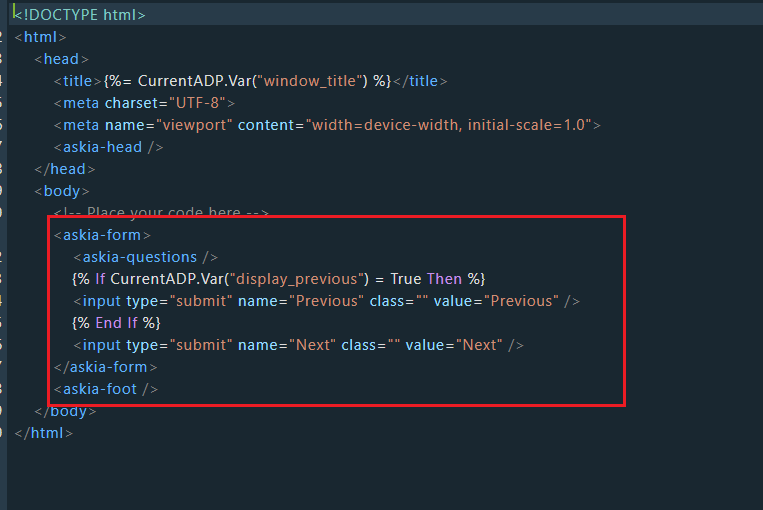 <!DOCTYPE html>
<html>
<head>
<title>{%= CurrentADP.Var("window_title") %}</title>
<meta charset="UTF-8">
<meta name="viewport" content="width=device-width, initial-scale=1.0">
<askia-head />
</head>
<body>
<!-- Place your code here -->
<askia-form>
<askia-questions />
{% If CurrentADP.Var("display_previous") = True Then %}
<input type="submit" name="Previous" class="" value="Previous" />
{% End If %}
<input type="submit" name="Next" class="" value="Next" />
</askia-form>
<askia-foot />
</body>
</html>